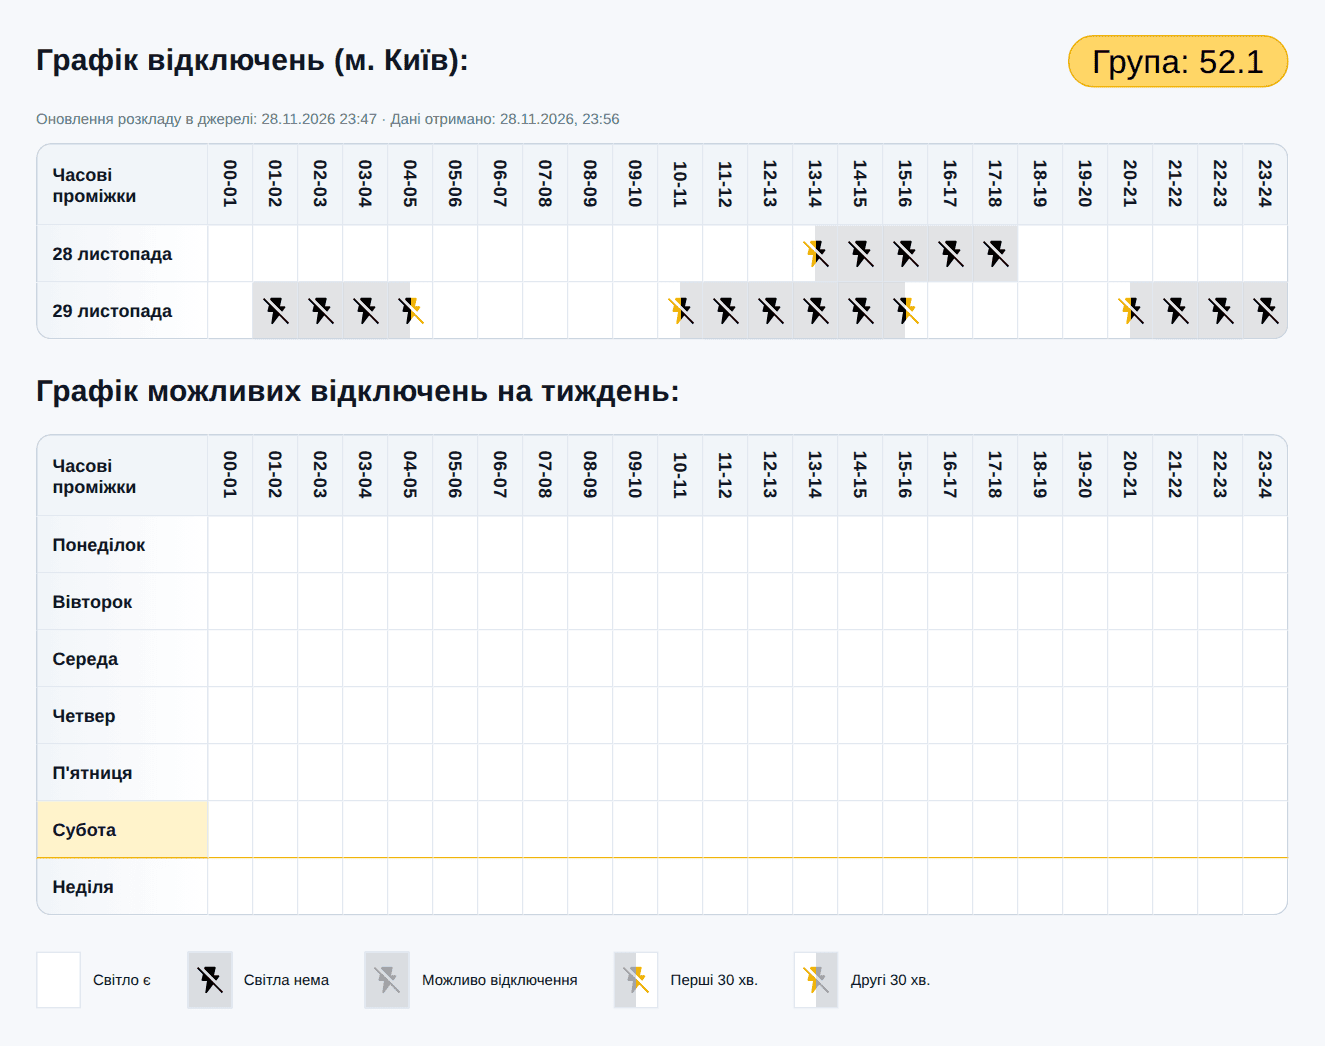 Графік відключень (м. Київ):
Група: 52.1
Оновлення розкладу в джерелі: 28.11.2026 23:47 · Дані отримано: 28.11.2026, 23:56
Часові проміжки 00-01 01-02 02-03 03-04 04-05 05-06 06-07 07-08 08-09 09-10 10-11 11-12 12-13 13-14 14-15 15-16 16-17 17-18 18-19 19-20 20-21 21-22 22-23 23-24
28 листопада
29 листопада
Графік можливих відключень на тиждень:
Часові проміжки 00-01 01-02 02-03 03-04 04-05 05-06 06-07 07-08 08-09 09-10 10-11 11-12 12-13 13-14 14-15 15-16 16-17 17-18 18-19 19-20 20-21 21-22 22-23 23-24
Понеділок
Вівторок
Середа
Четвер
П'ятниця
Субота
Неділя
Світло є Світла нема Можливо відключення Перші 30 хв. Другі 30 хв.